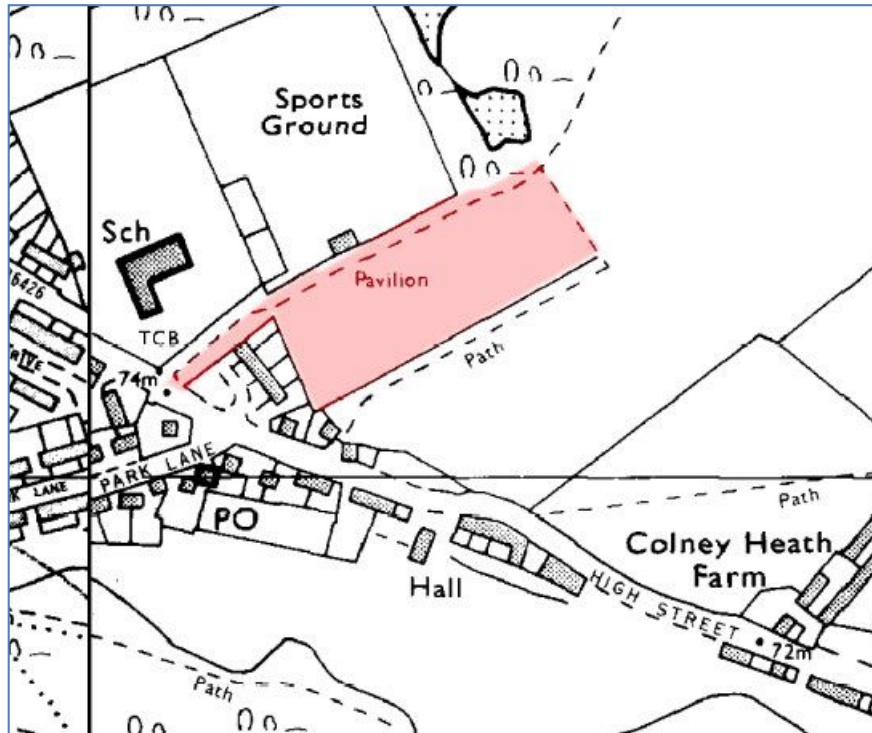 Sports
Ground
Sch
Pavilion
TCB
Path
74m
PARK LANE
LANE
PO
Path
Hall
Colney Heath
Farm
HIGH STREET
72m
Path